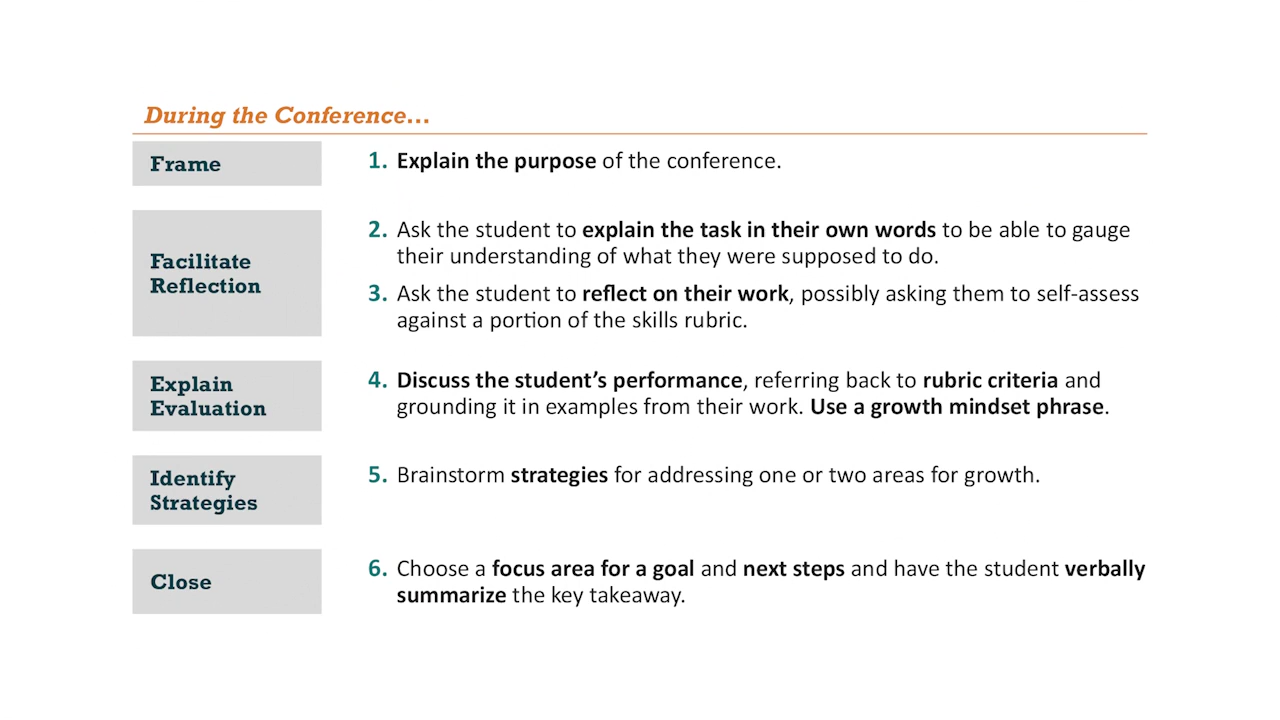 During the Conference…
Frame
1. Explain the purpose of the conference.
Facilitate
Reflection
2. Ask the student to explain the task in their own words to be able to gauge
their understanding of what they were supposed to do.
3. Ask the student to reflect on their work, possibly asking them to self-assess
against a portion of the skills rubric.
Explain
Evaluation
4. Discuss the student’s performance, referring back to rubric criteria and
grounding it in examples from their work. Use a growth mindset phrase.
Identify
Strategies
5. Brainstorm strategies for addressing one or two areas for growth.
Close
6. Choose a focus area for a goal and next steps and have the student verbally
summarize the key takeaway.